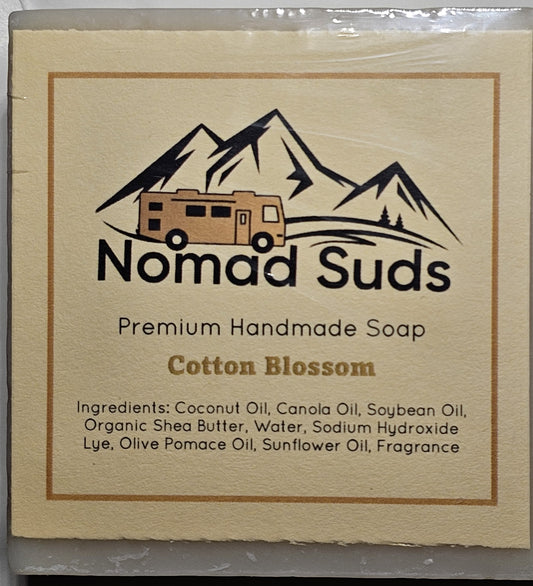 Nomad Suds
Premium Handmade Soap
Cotton Blossom
Ingredients: Coconut Oil, Canola Oil, Soybean Oil,
Organic Shea Butter, Water, Sodium Hydroxide
Lye, Olive Pomace Oil, Sunflower Oil, Fragrance